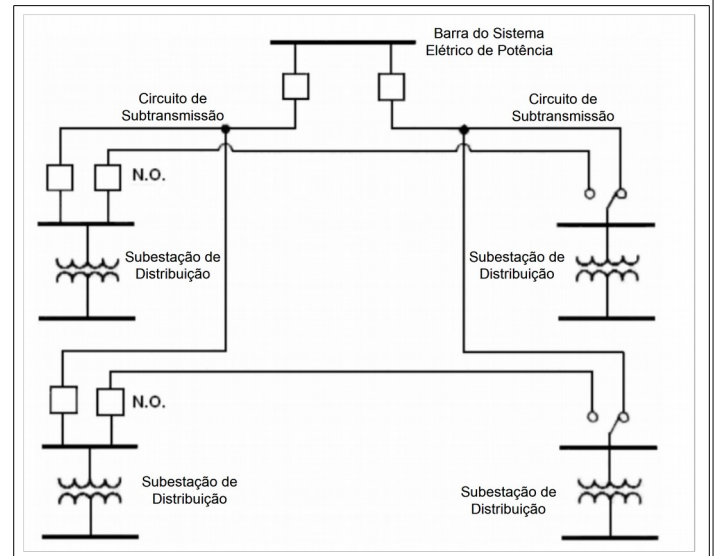 Barra do Sistema
Elétrico de Potência
Circuito de
Subtransmissão
Circuito de
Subtransmissão
N.O.
Subestação de
Distribuição
Subestação de
Distribuição
N.O.
Subestação de
Distribuição
Subestação de
Distribuição